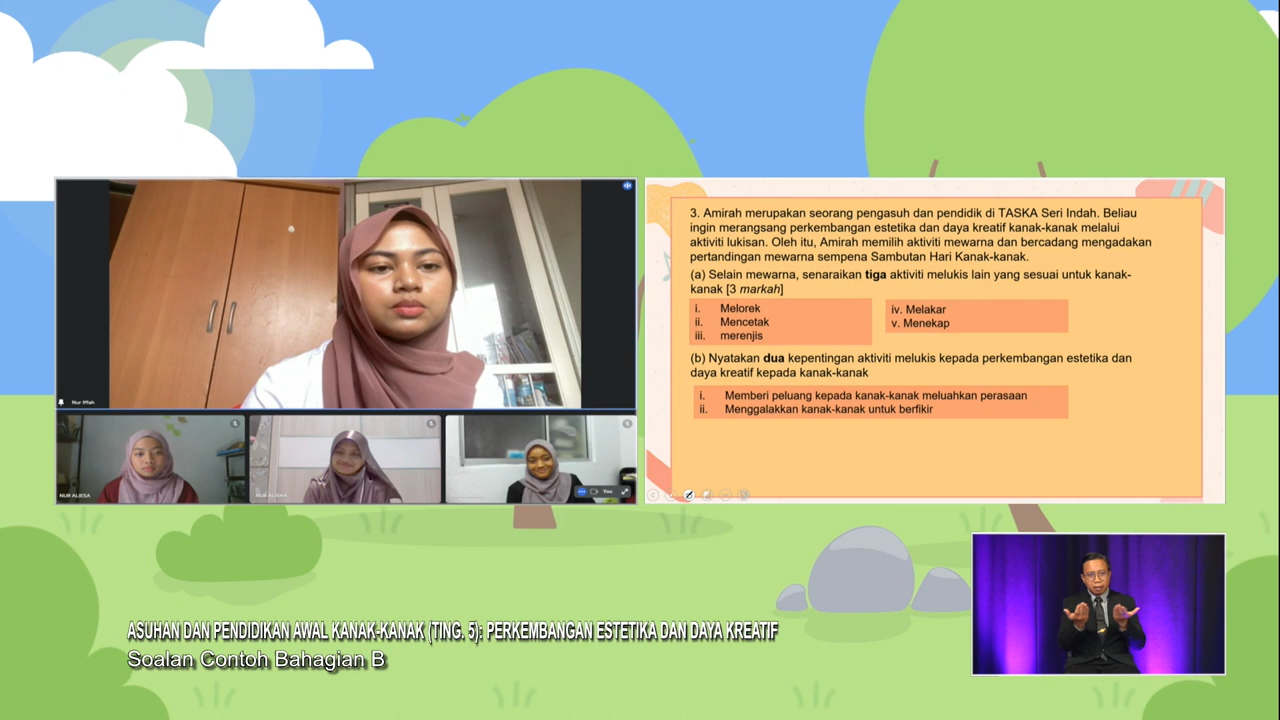 3. Amirah merupakan seorang pengasuh dan pendidik di TASKA Seri Indah. Beliau
ingin merangsang perkembangan estetika dan daya kreatif kanak-kanak melalui
aktiviti lukisan. Oleh itu, Amirah memilih aktiviti mewarna dan bercadang mengadakan
pertandingan mewarna sempena Sambutan Hari Kanak-kanak.
(a) Selain mewarna, senaraikan tiga aktiviti melukis lain yang sesuai untuk kanak-
kanak [3 markah]
i. Melorek
ii. Mencetak
iii. merenjis
iv. Melakar
v. Menekap
(b) Nyatakan dua kepentingan aktiviti melukis kepada perkembangan estetika dan
daya kreatif kepada kanak-kanak
i. Memberi peluang kepada kanak-kanak meluahkan perasaan
ii. Menggalakkan kanak-kanak untuk berfikir
Nur Iffah
NUR ALIESA
NUR ALISHA
You
ASUHAN DAN PENDIDIKAN AWAL KANAK-KANAK (TING. 5): PERKEMBANGAN ESTETIKA DAN DAYA KREATIF
Soalan Contoh Bahagian B